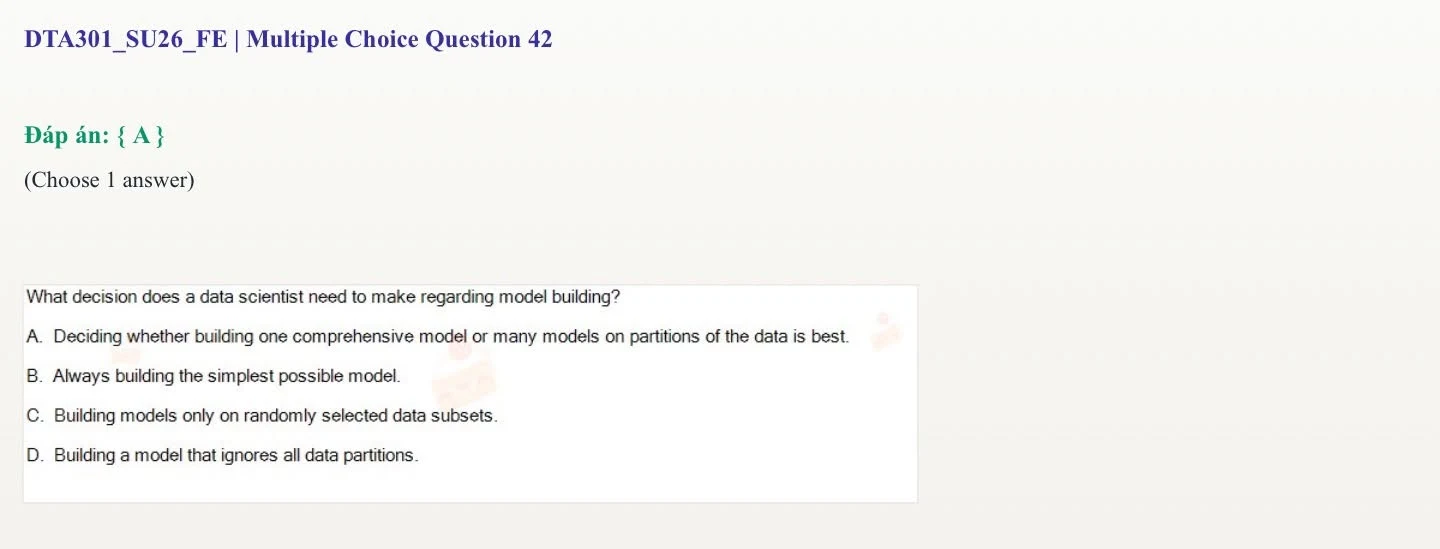 DTA301_SU26_FE | Multiple Choice Question 42
Đáp án: { A }
(Choose 1 answer)
What decision does a data scientist need to make regarding model building?
A. Deciding whether building one comprehensive model or many models on partitions of the data is best.
B. Always building the simplest possible model.
C. Building models only on randomly selected data subsets.
D. Building a model that ignores all data partitions.